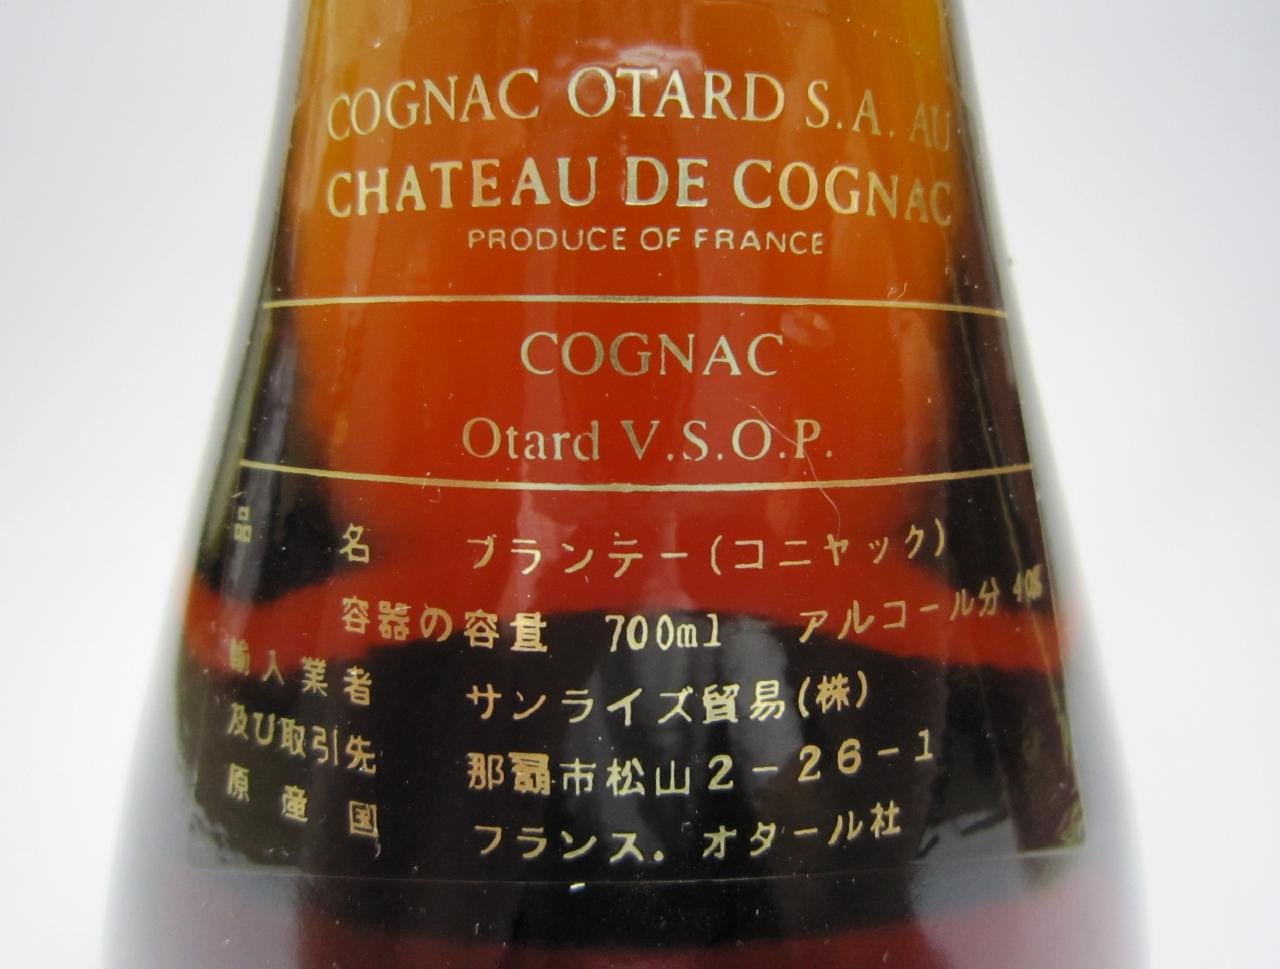 COGNAC OTARD S.A. AU
CHATEAU DE COGNAC
PRODUCE OF FRANCE
COGNAC
Otard V.S.O.P.
品 名 ブランデー(コニャック)
容器の容量 700ml アルコール分 40%
輸入業者 サンライズ貿易(株)
及び取引先 那覇市松山2-26-1
原産国 フランス. オタール社